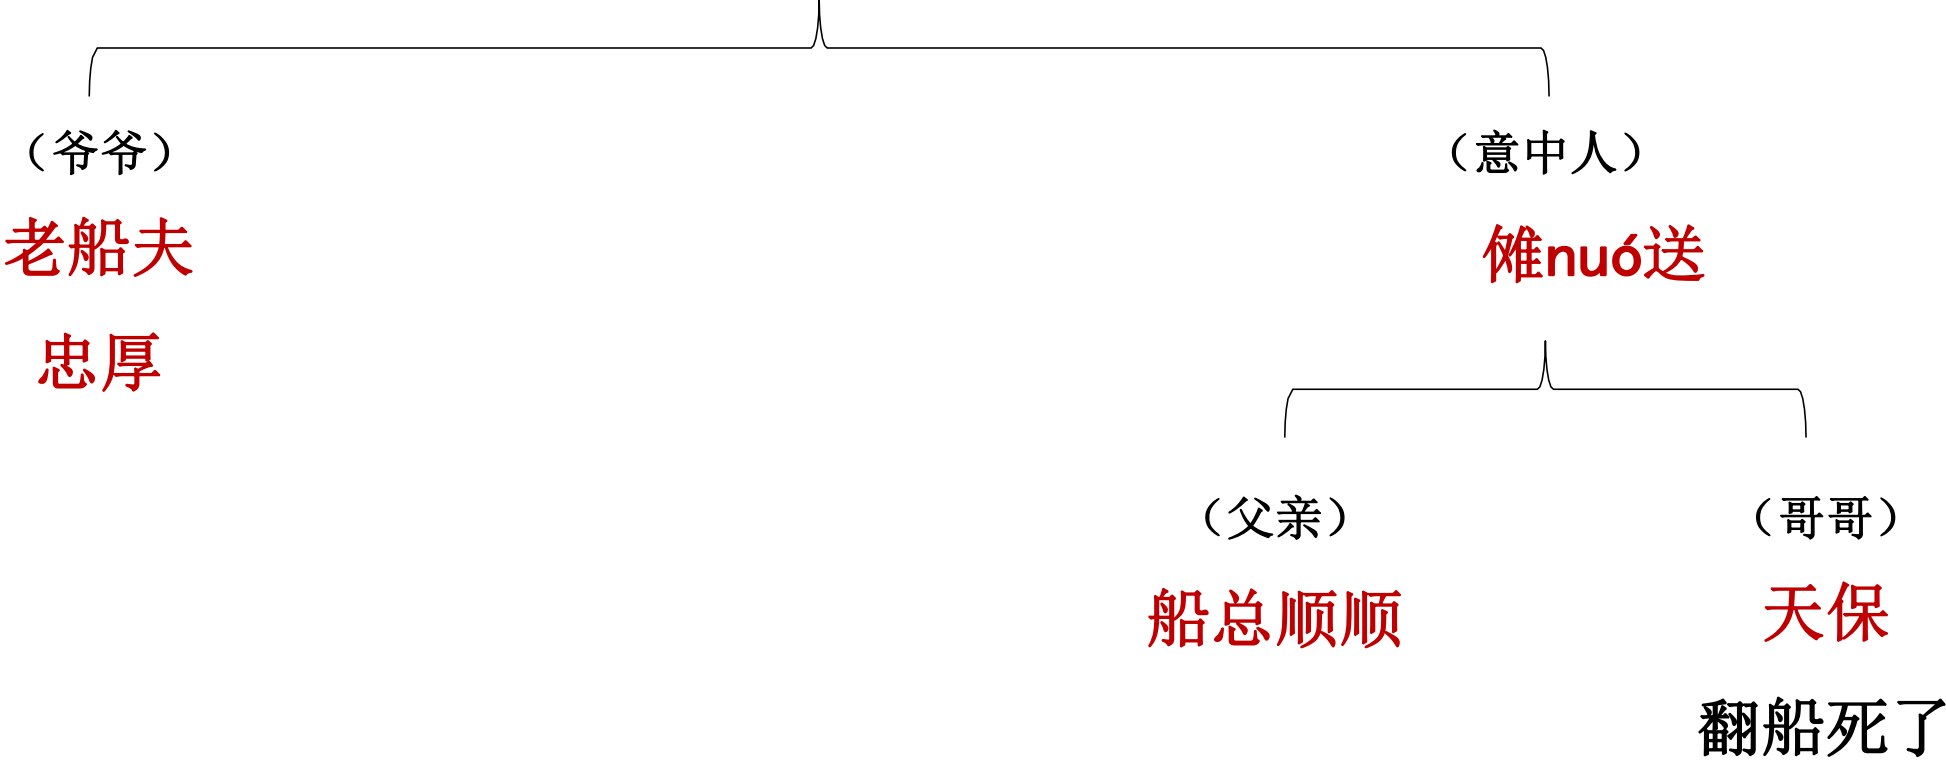 （爷爷）
（意中人）
老船夫
傩nuó送
忠厚
（父亲）
（哥哥）
船总顺顺
天保
翻船死了